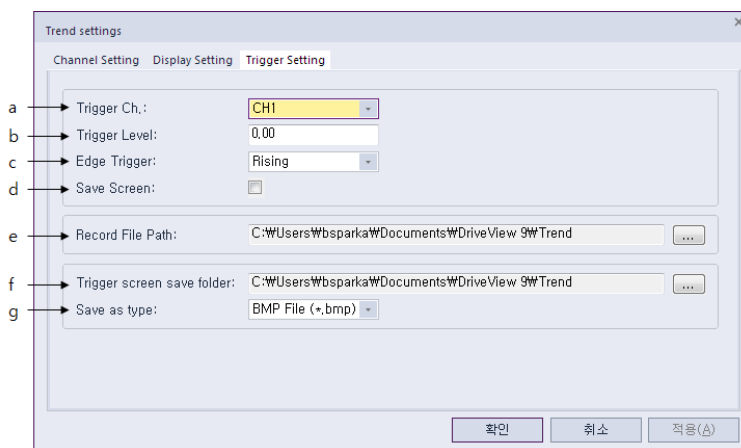 Trend settings
Channel Setting Display Setting Trigger Setting
a Trigger Ch,: CH1
b Trigger Level: 0,00
c Edge Trigger: Rising
d Save Screen:
e Record File Path: C:₩Users₩bsparka₩Documents₩DriveView 9₩Trend ...
f Trigger screen save folder: C:₩Users₩bsparka₩Documents₩DriveView 9₩Trend ...
g Save as type: BMP File (*,bmp)
확인 취소 적용(A)